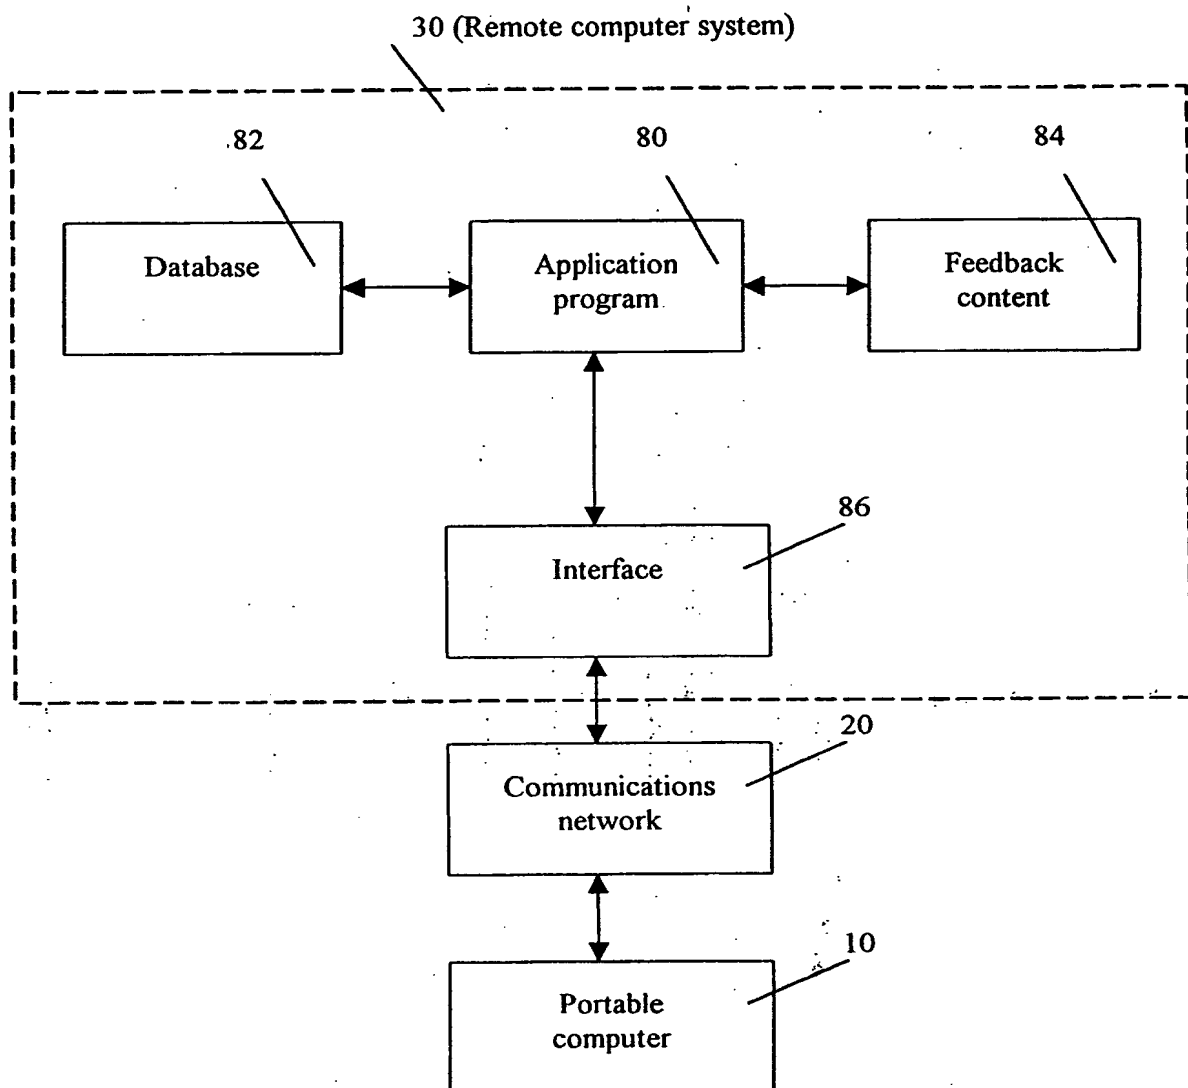 30 (Remote computer system)
82
80
84
Database
Application
program
Feedback
content
86
Interface
20
Communications
network
10
Portable
computer